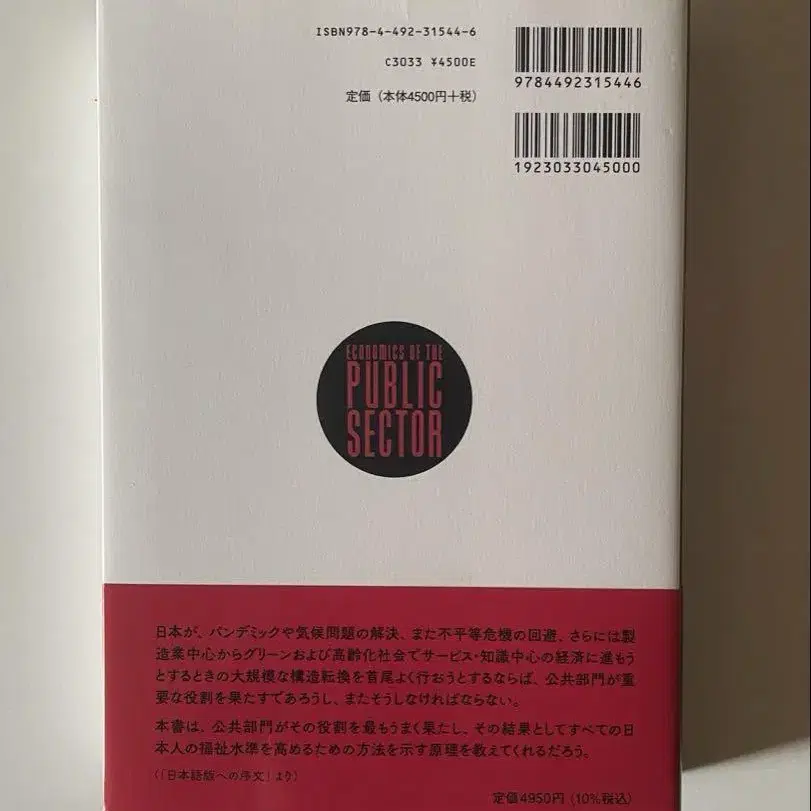 ISBN978-4-492-31544-6
C3033 ¥4500E
定価（本体4500円＋税）
9784492315446
1923033045000
ECONOMICS OF THE
PUBLIC
SECTOR
日本が、パンデミックや気候問題の解決、また不平等危機の回避、さらには製
造業中心からグリーンおよび高齢化社会でサービス・知識中心の経済に進もう
とするときの大規模な構造転換を首尾よく行おうとするならば、公共部門が重
要な役割を果たすであろうし、またそうしなければならない。
本書は、公共部門がその役割を最もうまく果たし、その結果としてすべての日
本人の福祉水準を高めるための方法を示す原理を教えてくれるだろう。
（「日本語版への序文」より）
定価4950円（10%税込）